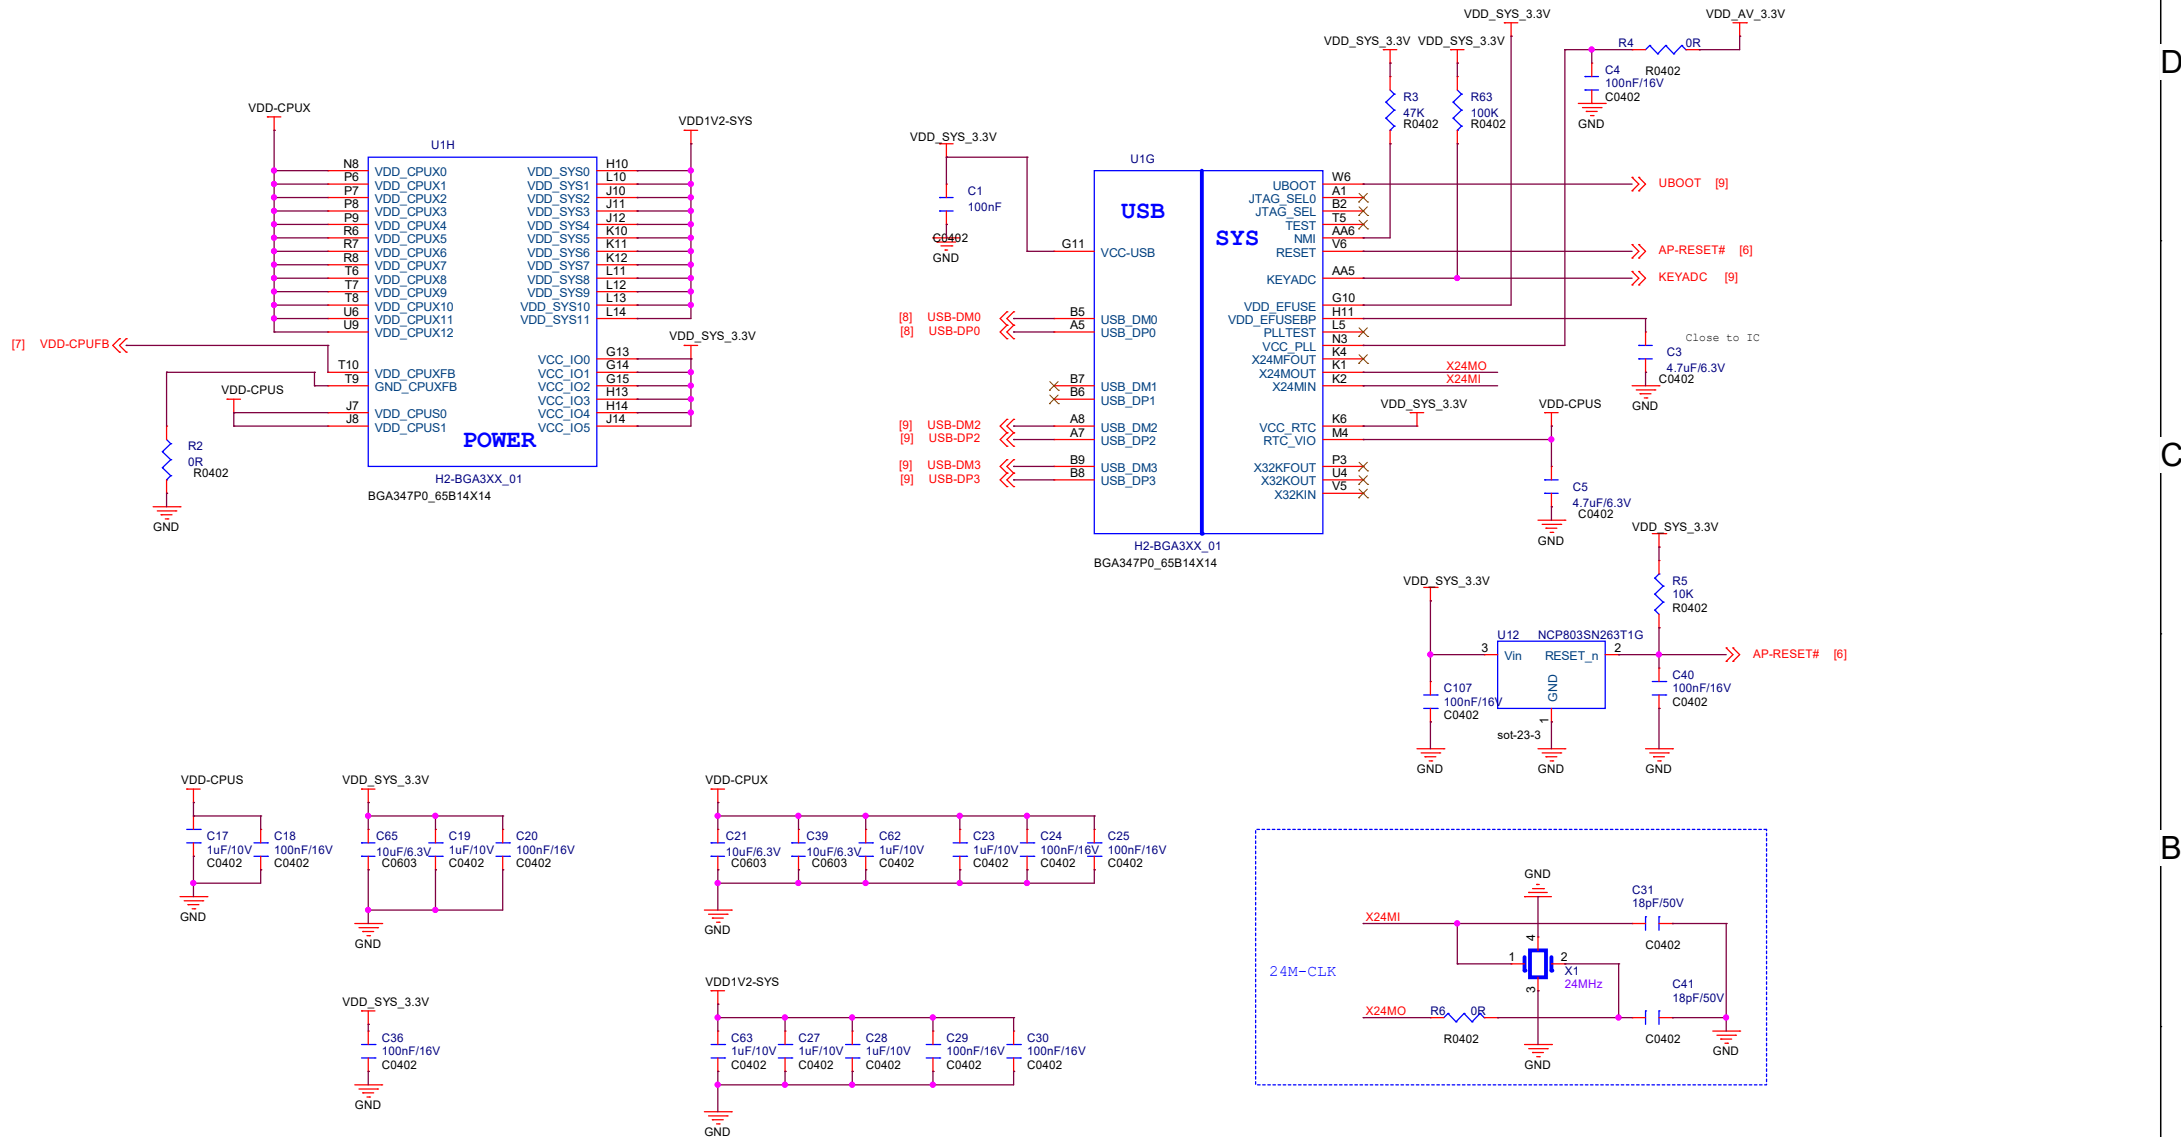 VDD_SYS_3.3V
VDD_AV_3.3V
D
VDD_SYS_3.3V VDD_SYS_3.3V
R4 0R
R0402
C4
100nF/16V
C0402
GND
R3
47K
R0402
R63
100K
R0402
VDD-CPUX
VDD1V2-SYS
U1H
N8 VDD_CPUX0 VDD_SYS0 H10
P6 VDD_CPUX1 VDD_SYS1 L10
P7 VDD_CPUX2 VDD_SYS2 J10
P8 VDD_CPUX3 VDD_SYS3 J11
P9 VDD_CPUX4 VDD_SYS4 J12
R6 VDD_CPUX5 VDD_SYS5 K10
R7 VDD_CPUX6 VDD_SYS6 K11
R8 VDD_CPUX7 VDD_SYS7 K12
T6 VDD_CPUX8 VDD_SYS8 L11
T7 VDD_CPUX9 VDD_SYS9 L12
T8 VDD_CPUX10 VDD_SYS10 L13
U6 VDD_CPUX11 VDD_SYS11 L14
U9 VDD_CPUX12
VDD_SYS_3.3V
[7] VDD-CPUFB
VCC_IO0 G13
T10 VDD_CPUXFB VCC_IO1 G14
T9 GND_CPUXFB VCC_IO2 G15
VCC_IO3 H13
VDD-CPUS
J7 VDD_CPUS0 VCC_IO4 H14
J8 VDD_CPUS1 VCC_IO5 J14
POWER
R2
0R
R0402
GND
H2-BGA3XX_01
BGA347P0_65B14X14
VDD_SYS_3.3V
C1
100nF
C0402
GND
U1G
USB
SYS
G11 VCC-USB
[8] USB-DM0 B5 USB_DM0
[8] USB-DP0 A5 USB_DP0
B7 USB_DM1
B6 USB_DP1
[9] USB-DM2 A8 USB_DM2
[9] USB-DP2 A7 USB_DP2
[9] USB-DM3 B9 USB_DM3
[9] USB-DP3 B8 USB_DP3
UBOOT W6 UBOOT [9]
JTAG_SEL0 A1
JTAG_SEL B2
TEST T5
NMI AA6
RESET V6 AP-RESET# [6]
KEYADC AA5 KEYADC [9]
VDD_EFUSE G10
VDD_EFUSEBP H11
PLLTEST L5
VCC_PLL N3
X24MFOUT K4
X24MOUT K1 X24MO
X24MIN K2 X24MI
VCC_RTC K6 VDD_SYS_3.3V
RTC_VIO M4 VDD-CPUS
X32KFOUT P3
X32KOUT U4
X32KIN V5
H2-BGA3XX_01
BGA347P0_65B14X14
Close to IC
C3
4.7uF/6.3V
C0402
GND
C
C5
4.7uF/6.3V
C0402
GND
VDD_SYS_3.3V
R5
10K
R0402
VDD_SYS_3.3V
U12 NCP803SN263T1G
3 Vin RESET_n 2
GND
1
sot-23-3
AP-RESET# [6]
C107
100nF/16V
C0402
C40
100nF/16V
C0402
GND GND GND
VDD-CPUS
C17
1uF/10V
C0402
C18
100nF/16V
C0402
GND
VDD_SYS_3.3V
C65
10uF/6.3V
C0603
C19
1uF/10V
C0402
C20
100nF/16V
C0402
GND
VDD-CPUX
C21
10uF/6.3V
C0603
C39
10uF/6.3V
C0603
C62
1uF/10V
C0402
C23
1uF/10V
C0402
C24
100nF/16V
C0402
C25
100nF/16V
C0402
GND
B
VDD_SYS_3.3V
C36
100nF/16V
C0402
GND
VDD1V2-SYS
C63
1uF/10V
C0402
C27
1uF/10V
C0402
C28
1uF/10V
C0402
C29
100nF/16V
C0402
C30
100nF/16V
C0402
GND
24M-CLK
GND
C31
18pF/50V
C0402
X24MI
4
1 2
3
X1
24MHz
C41
18pF/50V
C0402
X24MO
R6 0R
R0402
GND
GND